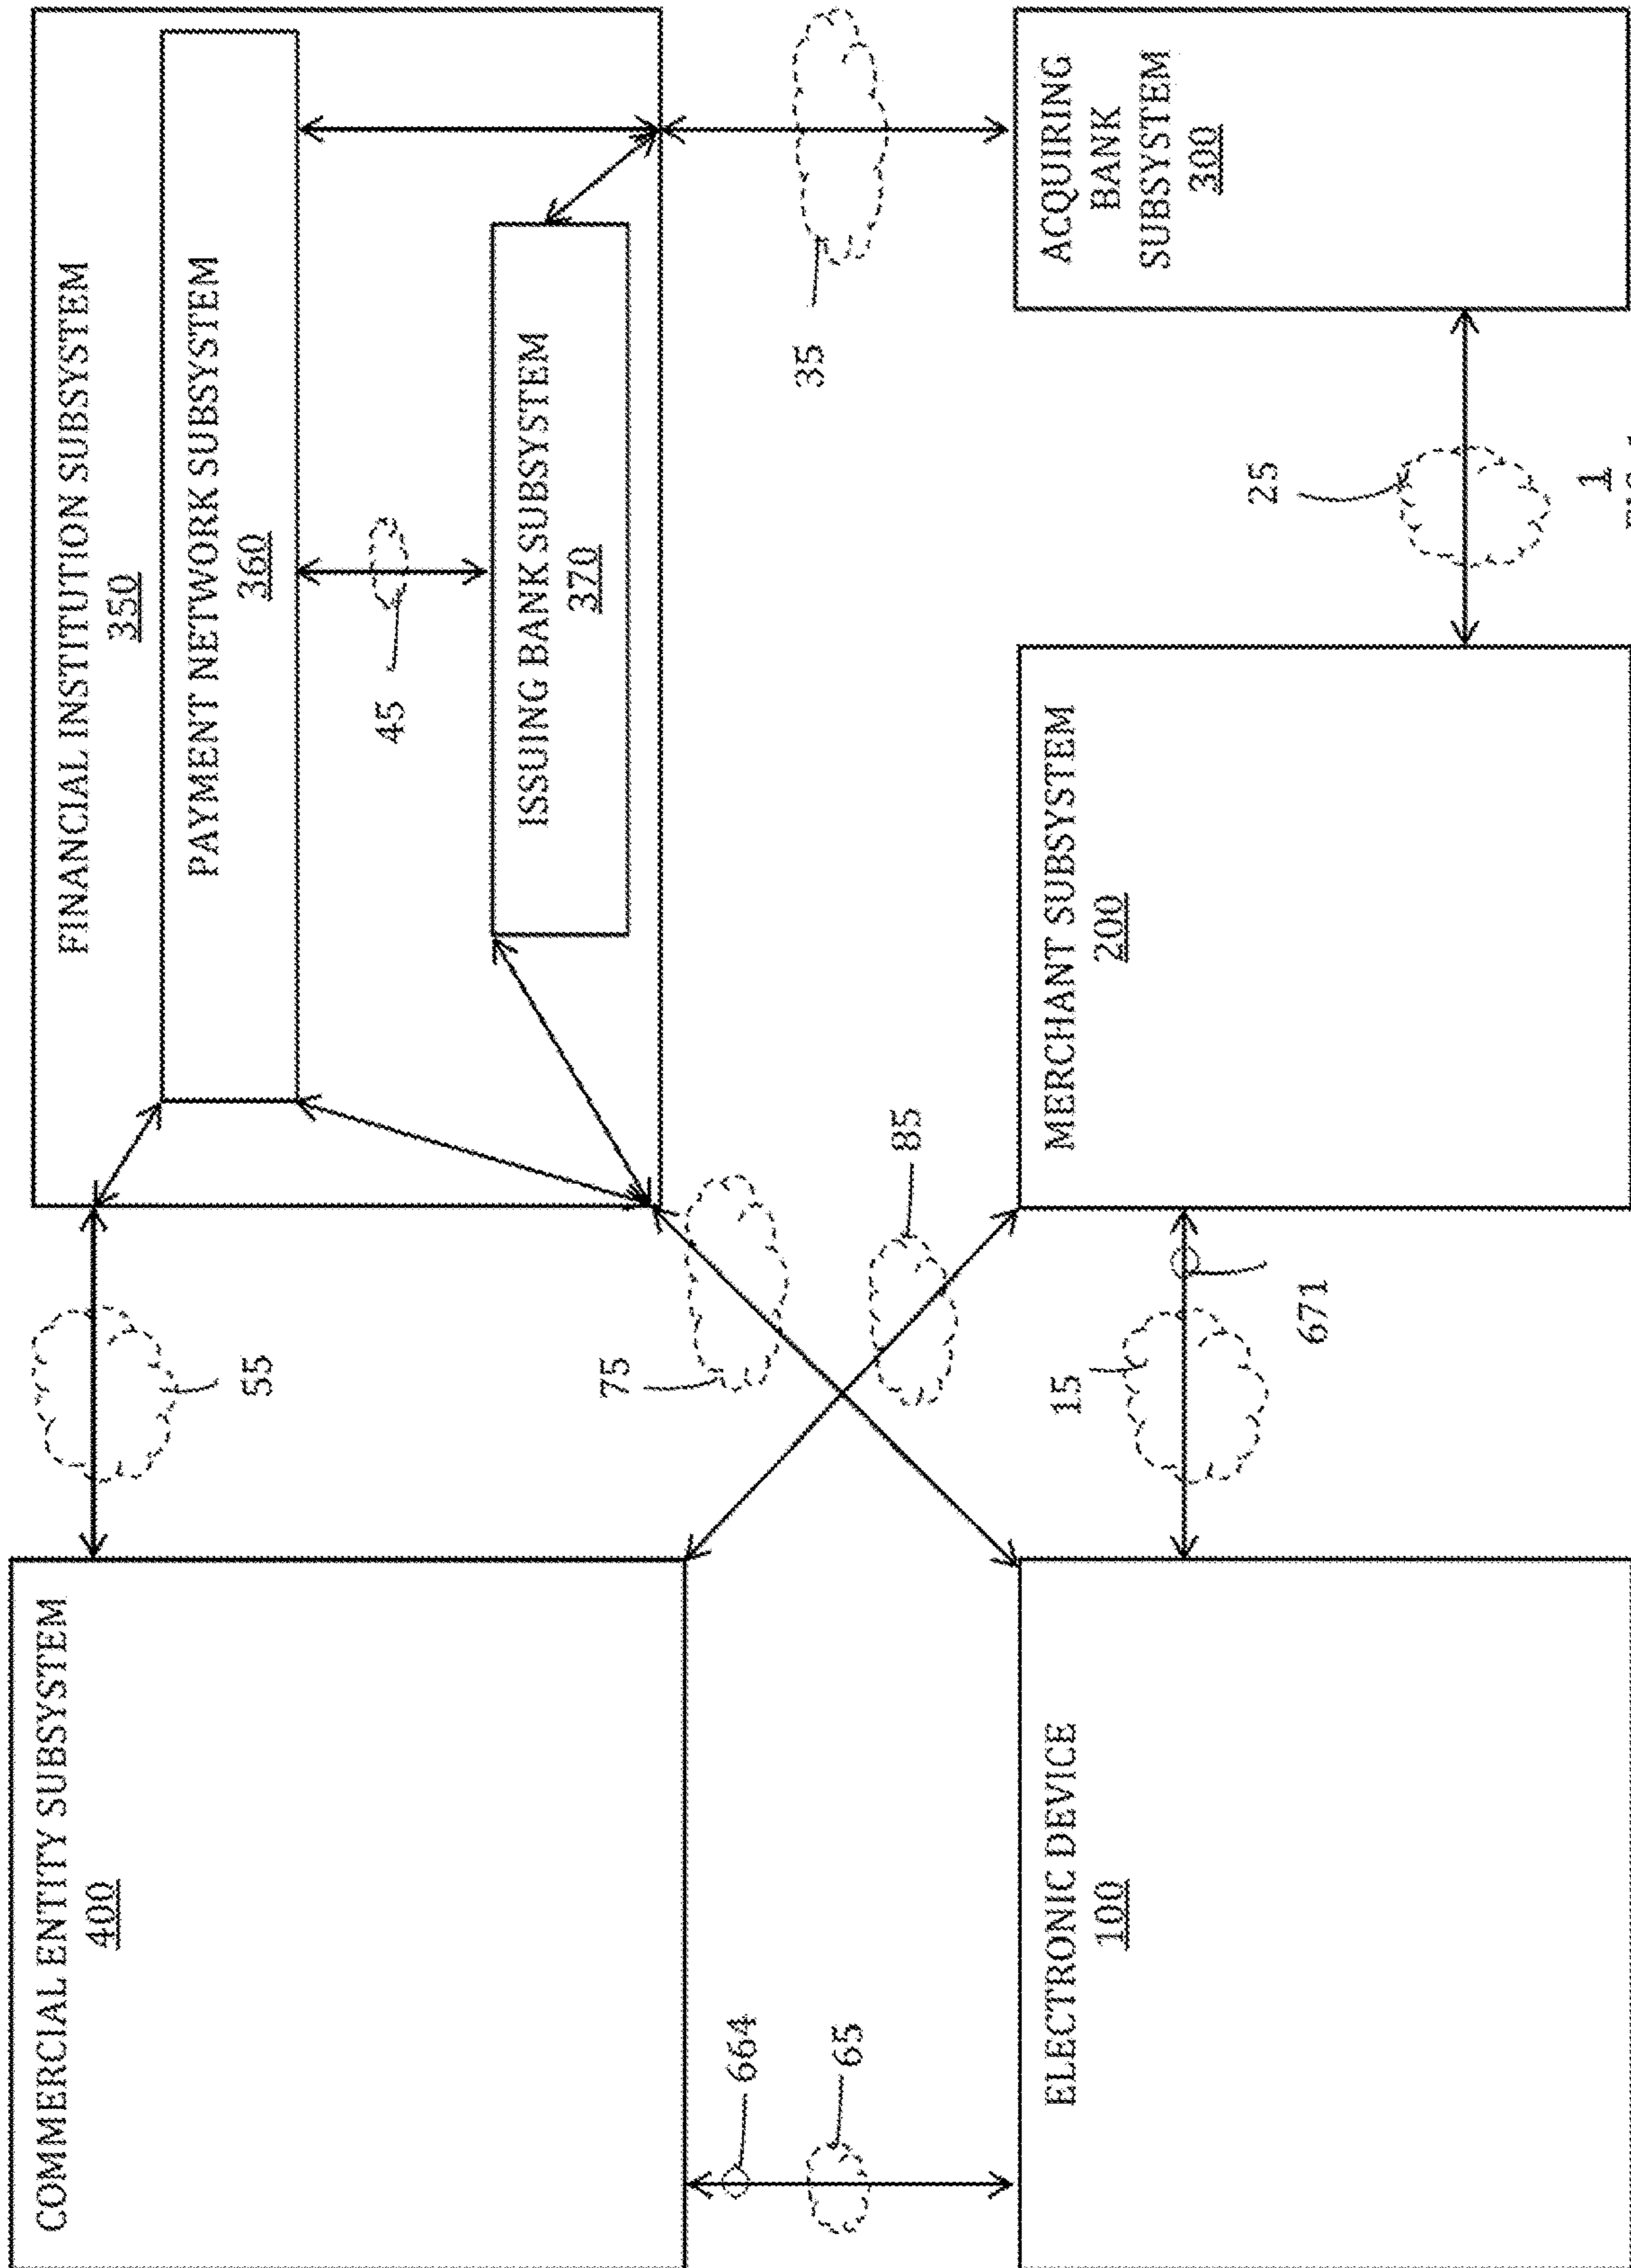 COMMERCIAL ENTITY SUBSYSTEM
400
55
FINANCIAL INSTITUTION SUBSYSTEM
350
PAYMENT NETWORK SUBSYSTEM
360
45
ISSUING BANK SUBSYSTEM
370
664
65
75
85
35
ELECTRONIC DEVICE
100
15
671
MERCHANT SUBSYSTEM
200
25
ACQUIRING
BANK
SUBSYSTEM
300
1